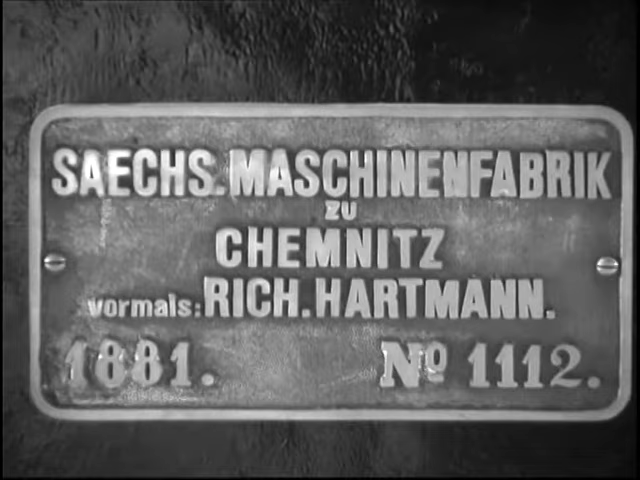 SAECHS. MASCHINENFABRIK
ZU
CHEMNITZ
vormals: RICH. HARTMANN.
1881. Nº 1112.